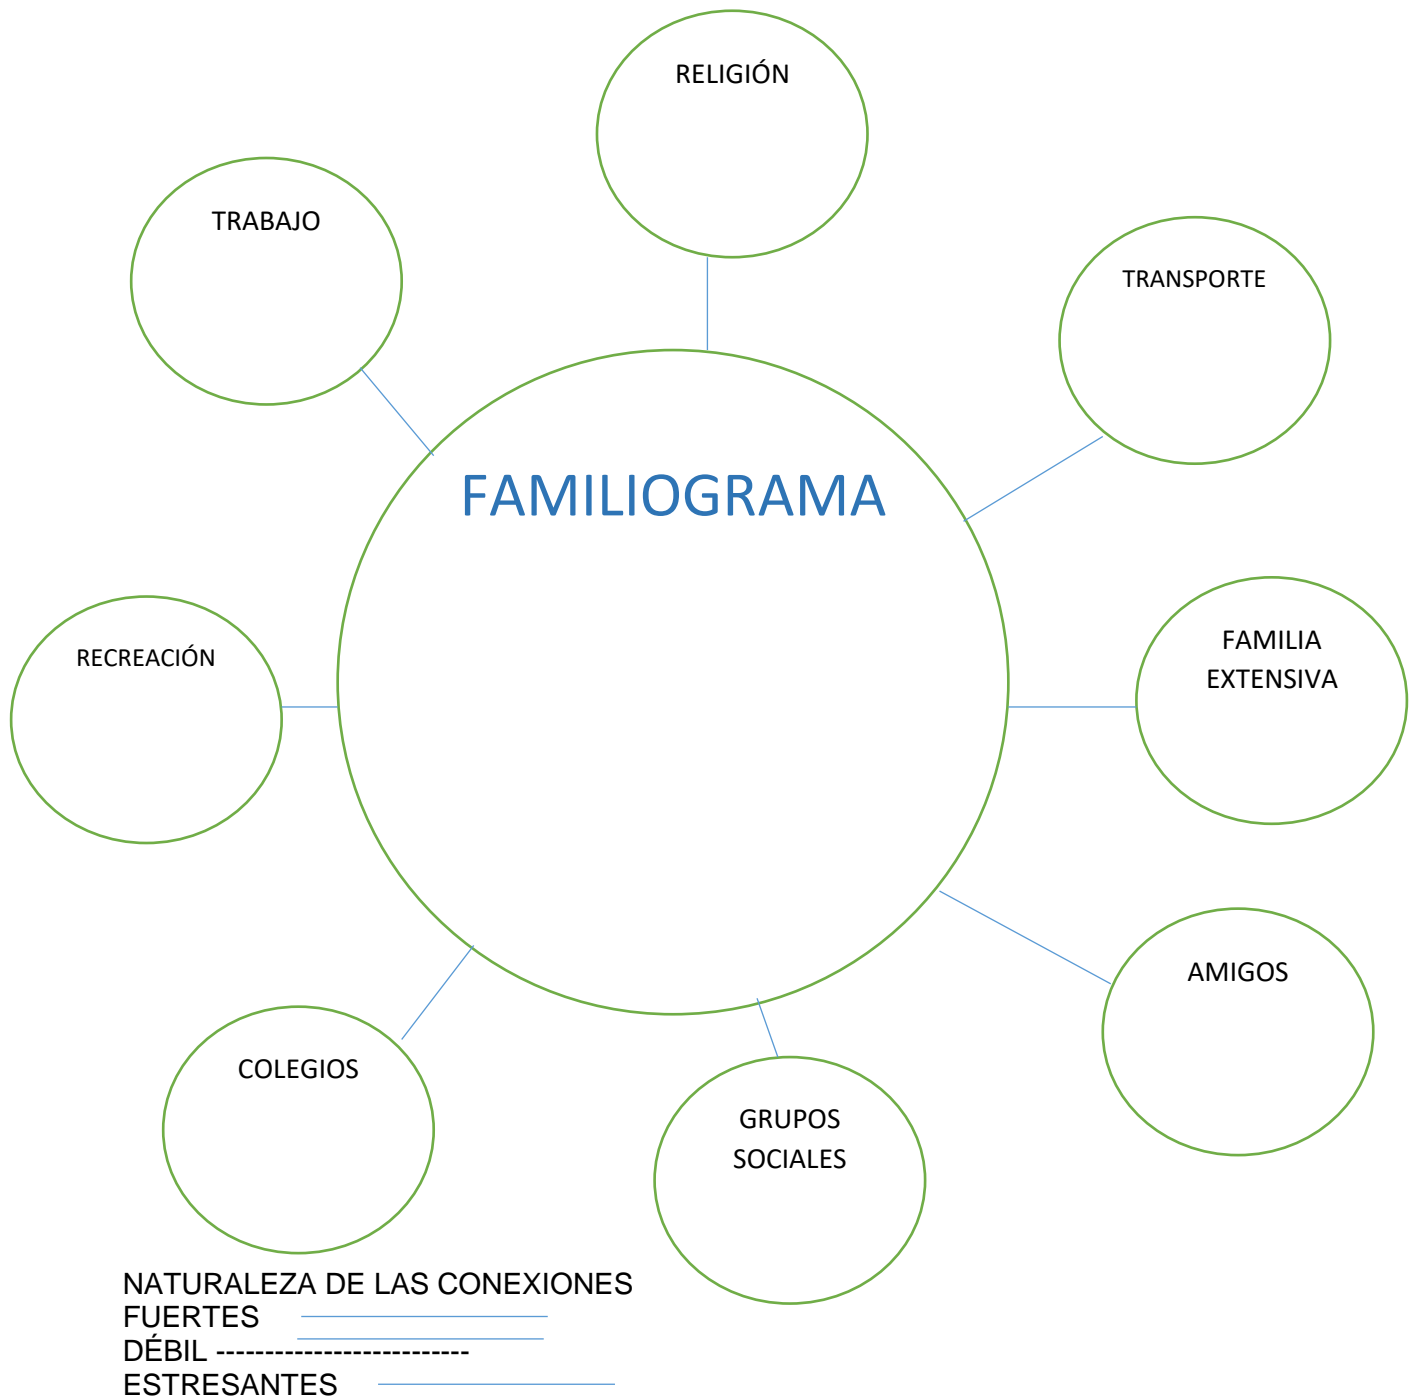 RELIGIÓN
TRABAJO
TRANSPORTE
FAMILIOGRAMA
RECREACIÓN
FAMILIA
EXTENSIVA
AMIGOS
COLEGIOS
GRUPOS
SOCIALES
NATURALEZA DE LAS CONEXIONES
FUERTES
DÉBIL --------------------------
ESTRESANTES